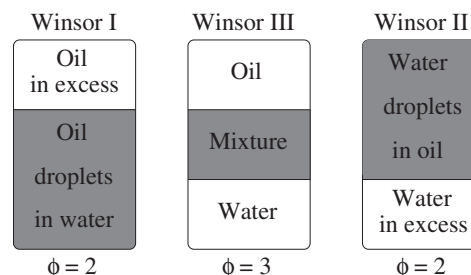 Winsor I
Oil
in excess
Oil
droplets
in water
ϕ = 2
Winsor III
Oil
Mixture
Water
ϕ = 3
Winsor II
Water
droplets
in oil
Water
in excess
ϕ = 2